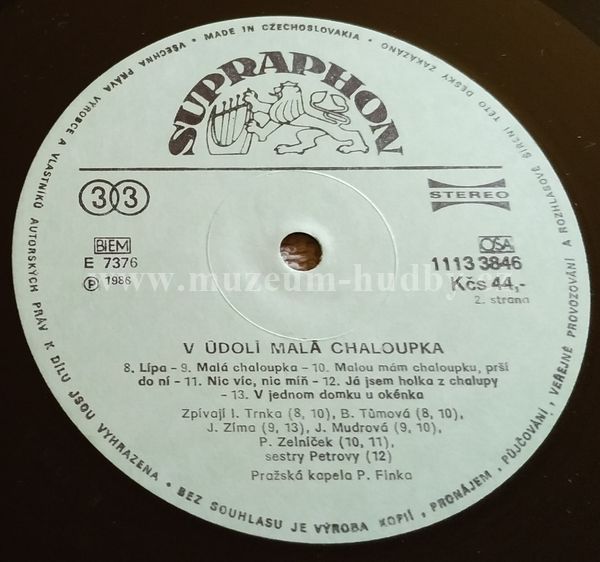 VŠECHNA PRÁVA VÝROBCE A VLASTNÍKŮ AUTORSKÝCH PRÁV K DÍLU JSOU VYHRAZENA • BEZ SOUHLASU JE VÝROBA KOPIÍ, PRONÁJEM, PŮJČOVÁNÍ, VEŘEJNÉ PROVOZOVÁNÍ A ROZHLASOVÉ ŠÍŘENÍ TÉTO DESKY ZAKÁZÁNO • MADE IN CZECHOSLOVAKIA •
SUPRAPHON
33
STEREO
BIEM
OSA
E 7376
1113 3846
Ⓟ 1986
Kčs 44,-
www.muzeum-hudby
2. strana
V ÚDOLÍ MALÁ CHALOUPKA
8. Lípa - 9. Malá chaloupka - 10. Malou mám chaloupku, prší
do ní - 11. Nic víc, nic míň - 12. Já jsem holka z chalupy
- 13. V jednom domku u okénka
Zpívají I. Trnka (8, 10), B. Tůmová (8, 10),
J. Zíma (9, 13), J. Mudrová (9, 10),
P. Zelníček (10, 11),
sestry Petrovy (12)
Pražská kapela P. Finka